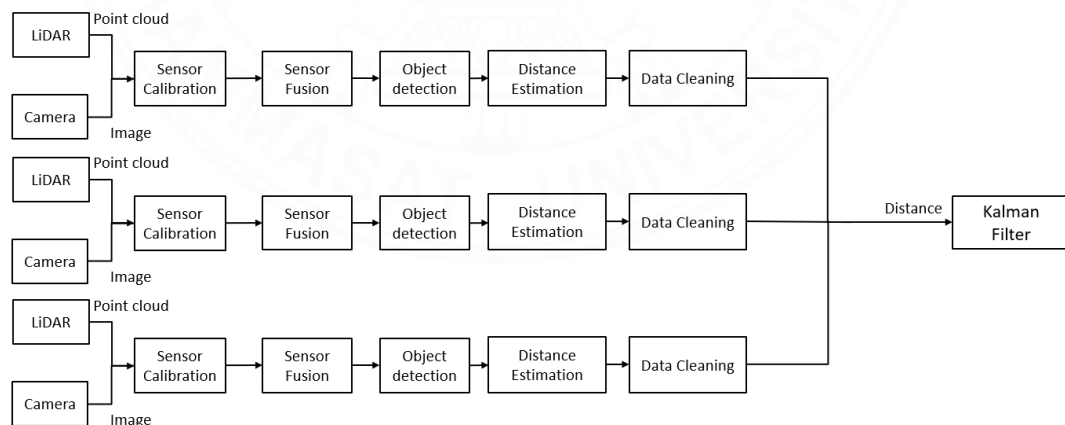 Point cloud
LiDAR
Sensor
Calibration
Sensor
Fusion
Object
detection
Distance
Estimation
Data Cleaning
Camera
Image
Point cloud
LiDAR
Sensor
Calibration
Sensor
Fusion
Object
detection
Distance
Estimation
Data Cleaning
Distance
Kalman
Filter
Camera
Image
Point cloud
LiDAR
Sensor
Calibration
Sensor
Fusion
Object
detection
Distance
Estimation
Data Cleaning
Camera
Image